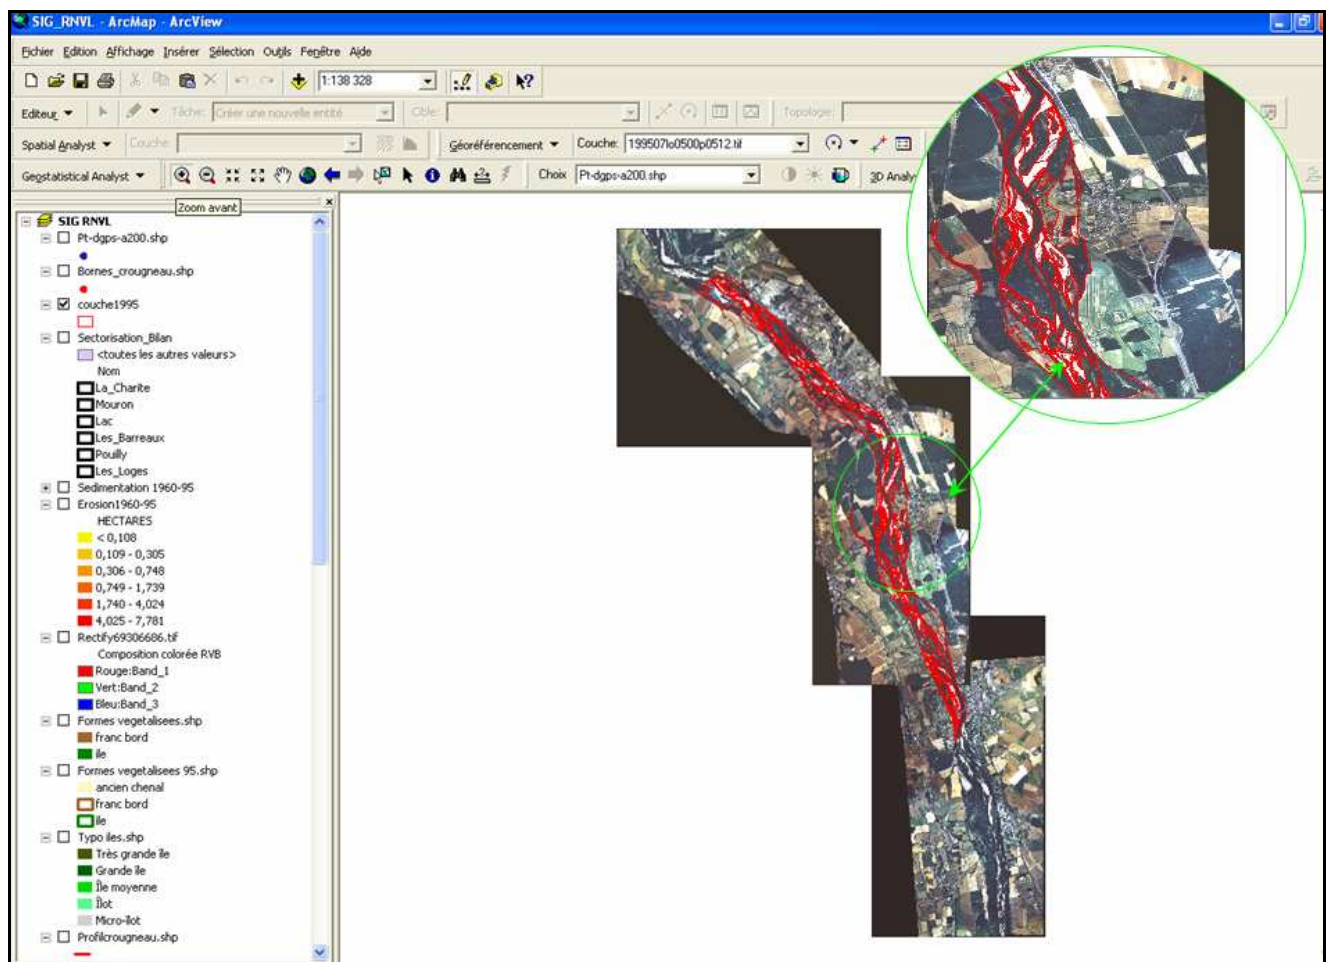 SIG_RNVL - ArcMap - ArcView
Fichier Edition Affichage Insérer Sélection Outils Fenêtre Aide
1:138 328
Editeur Tâche: Créer une nouvelle entité Cible: Topologie:
Spatial Analyst Couche: Géoréférencement Couche: 199507lo0500p0512.tif
Geostatistical Analyst Choix Pt-dgps-a200.shp 3D Analy
Zoom avant
SIG RNVL
Pt-dgps-a200.shp
Bornes_crougneau.shp
couche1995
Sectorisation_Bilan
<toutes les autres valeurs>
Nom
La_Charite
Mouron
Lac
Les_Barreaux
Pouilly
Les_Loges
Sedimentation 1960-95
Erosion1960-95
HECTARES
< 0,108
0,109 - 0,305
0,306 - 0,748
0,749 - 1,739
1,740 - 4,024
4,025 - 7,781
Rectify69306686.tif
Composition colorée RVB
Rouge:Band_1
Vert:Band_2
Bleu:Band_3
Formes vegetalisees.shp
franc bord
ile
Formes vegetalisees 95.shp
ancien chenal
franc bord
ile
Typo iles.shp
Très grande île
Grande île
Île moyenne
Îlot
Micro-îlot
Profilcrougneau.shp